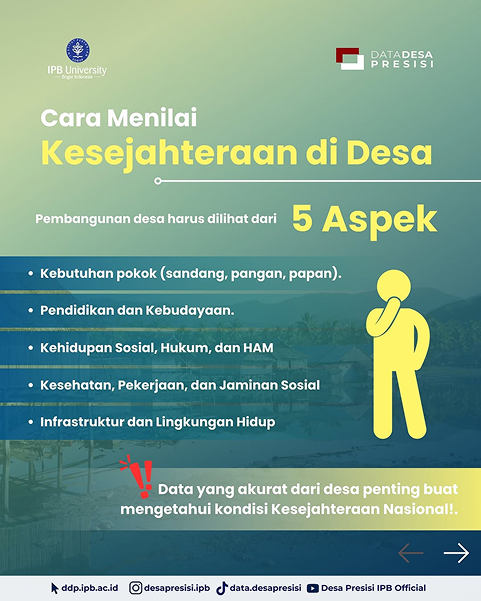 IPB University
Bogor Indonesia
DATADESA
PRESISI
Cara Menilai
Kesejahteraan di Desa
Pembangunan desa harus dilihat dari 5 Aspek
• Kebutuhan pokok (sandang, pangan, papan).
• Pendidikan dan Kebudayaan.
• Kehidupan Sosial, Hukum, dan HAM
• Kesehatan, Pekerjaan, dan Jaminan Sosial
• Infrastruktur dan Lingkungan Hidup
Data yang akurat dari desa penting buat
mengetahui kondisi Kesejahteraan Nasional!.
ddp.ipb.ac.id desapresisi.ipb data.desapresisi Desa Presisi IPB Official